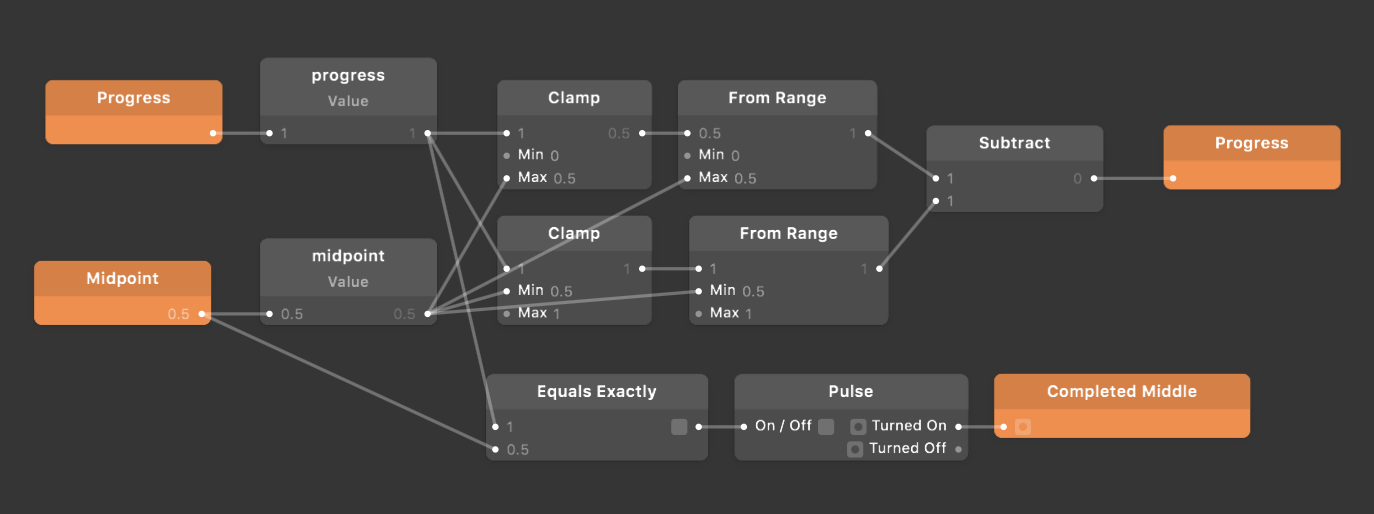 Progress
progress
Value
1 1
Clamp
1 0.5
Min 0
Max 0.5
From Range
0.5 1
Min 0
Max 0.5
Subtract
1 0
1
Progress
Midpoint
0.5
midpoint
Value
0.5 0.5
Clamp
1 1
Min 0.5
Max 1
From Range
1 1
Min 0.5
Max 1
Equals Exactly
1
0.5
Pulse
On / Off Turned On
Turned Off
Completed Middle